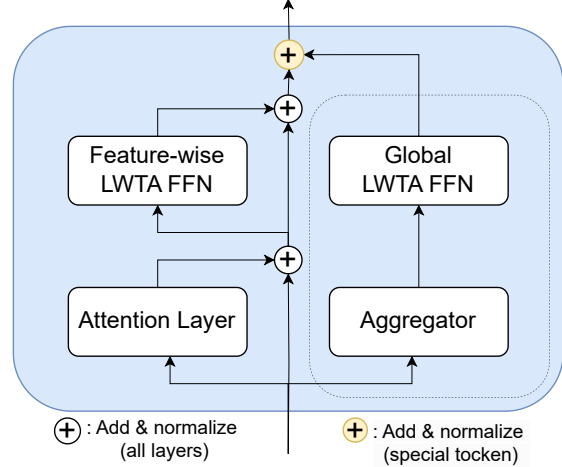 Feature-wise
LWTA FFN
Global
LWTA FFN
Attention Layer
Aggregator
: Add & normalize
(all layers)
: Add & normalize
(special tocken)